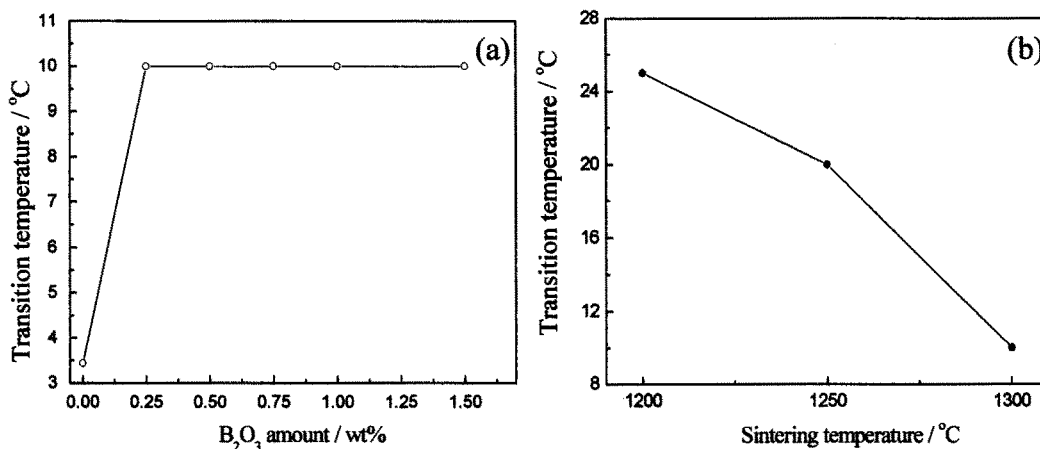 (a)
Transition temperature / °C
11
10
9
8
7
6
5
4
3
0.00 0.25 0.50 0.75 1.00 1.25 1.50
B₂O₃ amount / wt%
(b)
Transition temperature / °C
28
24
20
16
12
8
1200 1250 1300
Sintering temperature / °C